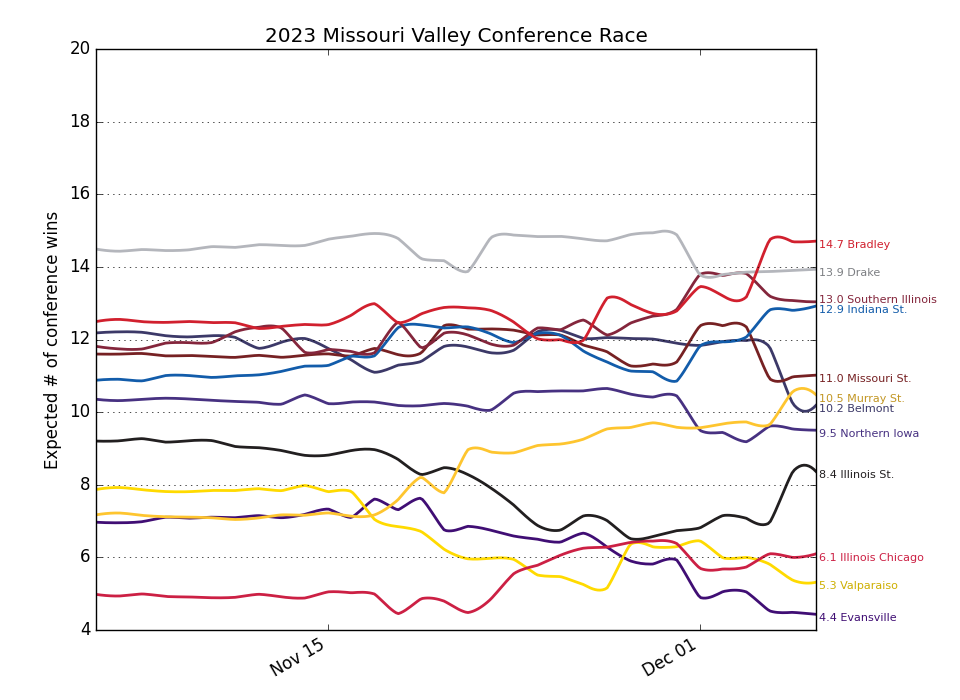 2023 Missouri Valley Conference Race
Expected # of conference wins
20
18
16
14
12
10
8
6
4
Nov 15
Dec 01
14.7 Bradley
13.9 Drake
13.0 Southern Illinois
12.9 Indiana St.
11.0 Missouri St.
10.5 Murray St.
10.2 Belmont
9.5 Northern Iowa
8.4 Illinois St.
6.1 Illinois Chicago
5.3 Valparaiso
4.4 Evansville